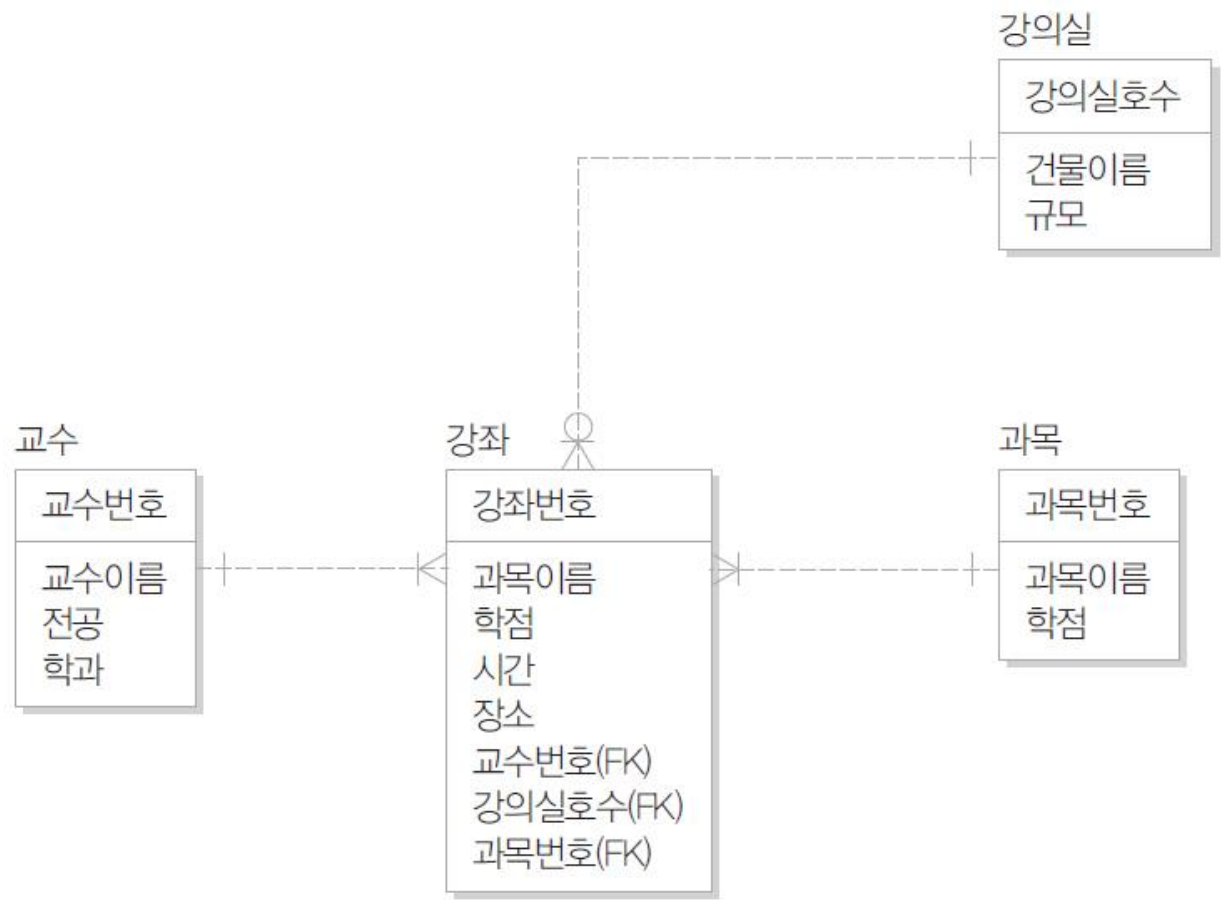 강의실
강의실호수
건물이름
규모
교수
교수번호
교수이름
전공
학과
강좌
강좌번호
과목이름
학점
시간
장소
교수번호(FK)
강의실호수(FK)
과목번호(FK)
과목
과목번호
과목이름
학점